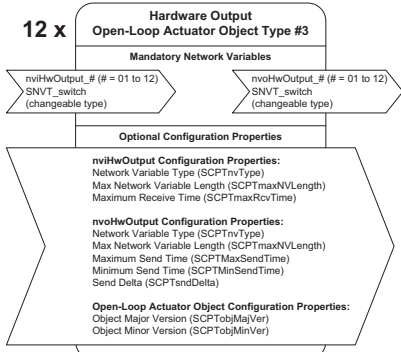 12 x
Hardware Output
Open-Loop Actuator Object Type #3
Mandatory Network Variables
nviHwOutput_# (# = 01 to 12)
SNVT_switch
(changeable type)
nvoHwOutput_# (# = 01 to 12)
SNVT_switch
(changeable type)
Optional Configuration Properties
nviHwOutput Configuration Properties:
Network Variable Type (SCPTnvType)
Max Network Variable Length (SCPTmaxNVLength)
Maximum Receive Time (SCPTmaxRcvTime)
nvoHwOutput Configuration Properties:
Network Variable Type (SCPTnvType)
Max Network Variable Length (SCPTmaxNVLength)
Maximum Send Time (SCPTMaxSendTime)
Minimum Send Time (SCPTMinSendTime)
Send Delta (SCPTsndDelta)
Open-Loop Actuator Object Configuration Properties:
Object Major Version (SCPTobjMajVer)
Object Minor Version (SCPTobjMinVer)